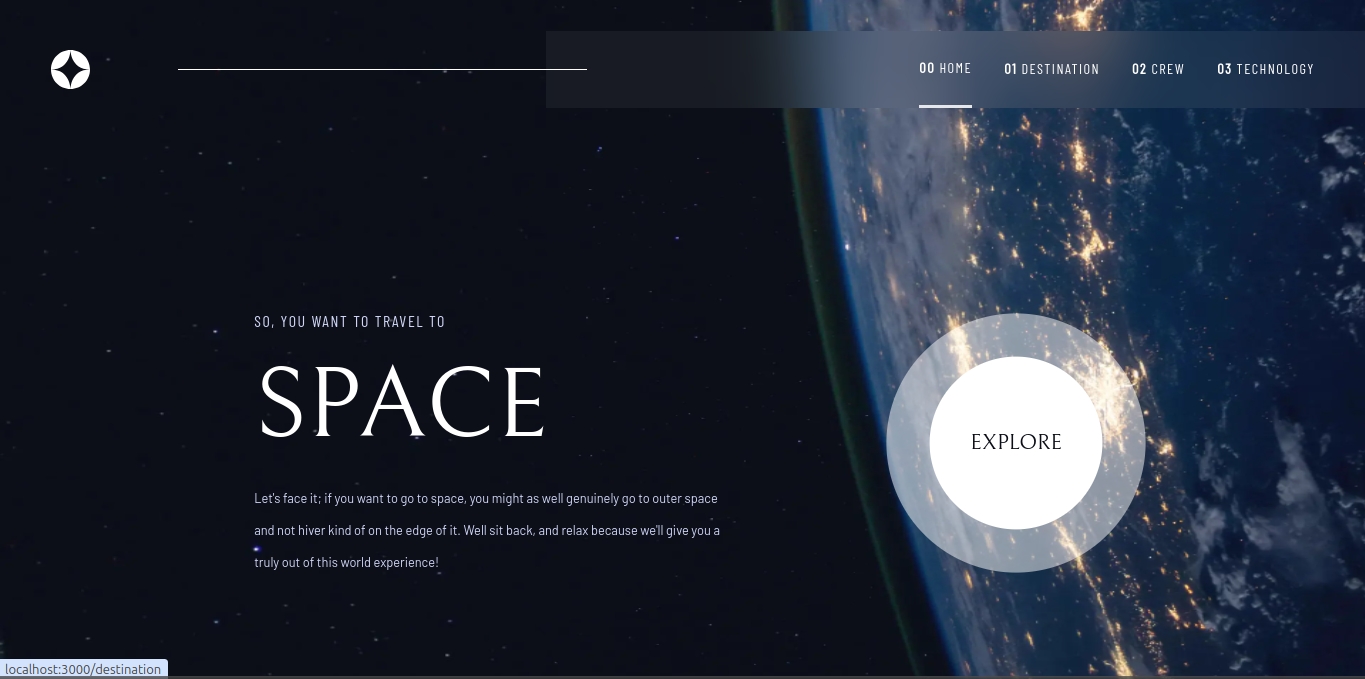 00 HOME 01 DESTINATION 02 CREW 03 TECHNOLOGY
SO, YOU WANT TO TRAVEL TO
SPACE
EXPLORE
Let's face it; if you want to go to space, you might as well genuinely go to outer space
and not hiver kind of on the edge of it. Well sit back, and relax because we'll give you a
truly out of this world experience!
localhost:3000/destination